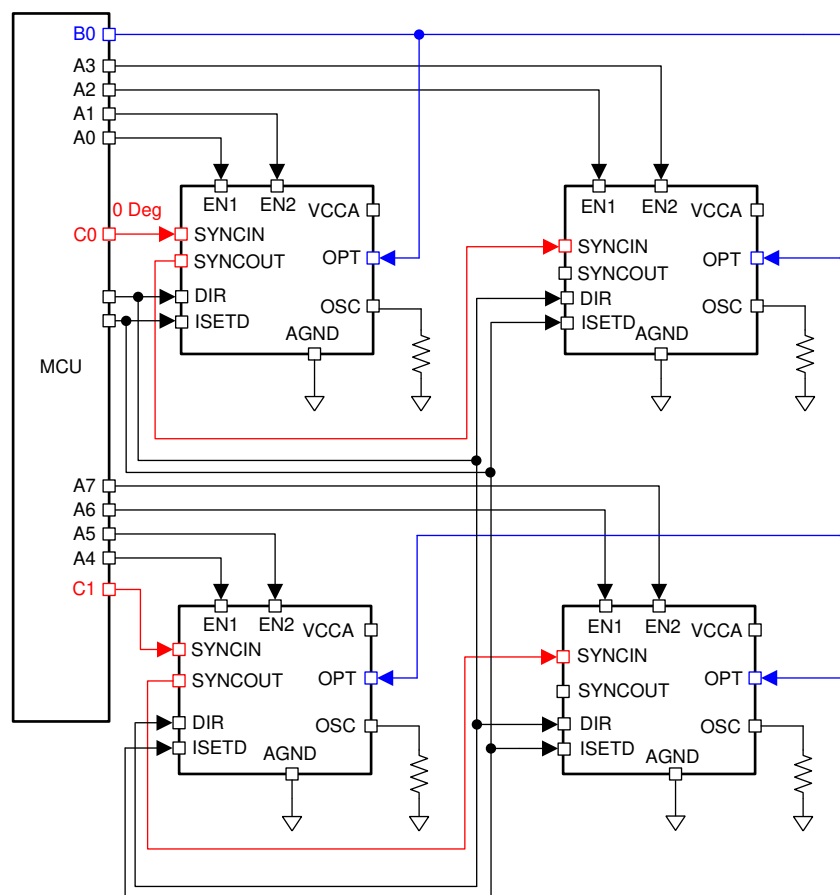 B0
A3
A2
A1
A0
EN1
EN2
VCCA
EN1
EN2
VCCA
0 Deg
C0
SYNCIN
SYNCOUT
OPT
SYNCIN
SYNCOUT
OPT
DIR
ISETD
OSC
AGND
DIR
ISETD
OSC
AGND
MCU
A7
A6
A5
A4
C1
EN1
EN2
VCCA
EN1
EN2
VCCA
SYNCIN
SYNCOUT
OPT
SYNCIN
SYNCOUT
OPT
DIR
ISETD
OSC
AGND
DIR
ISETD
OSC
AGND